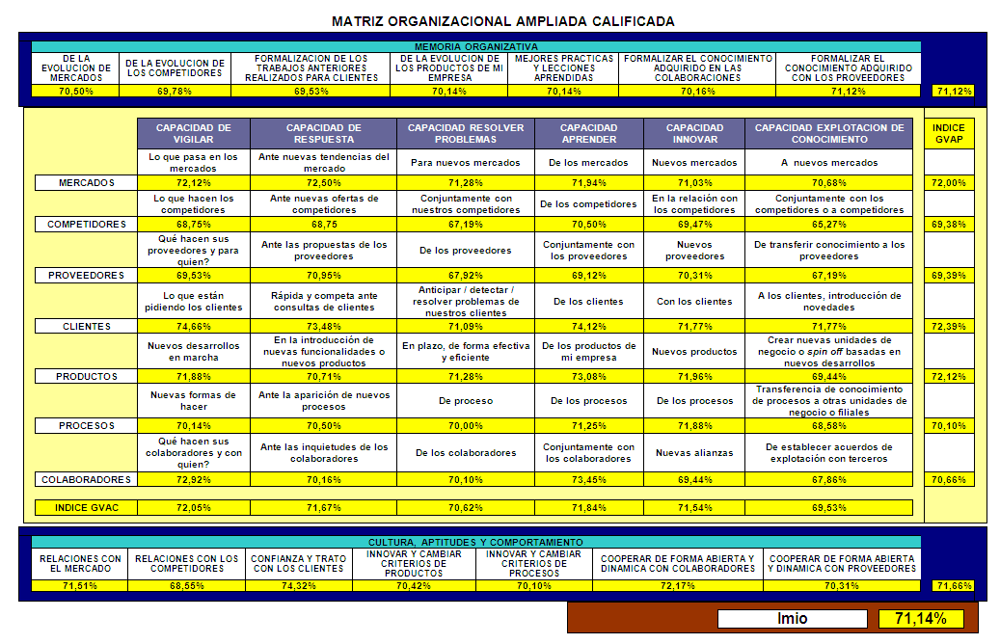 MATRIZ ORGANIZACIONAL AMPLIADA CALIFICADA
MEMORIA ORGANIZATIVA
DE LA
EVOLUCION DE
MERCADOS
DE LA EVOLUCION DE
LOS COMPETIDORES
FORMALIZACION DE LOS
TRABAJOS ANTERIORES
REALIZADOS PARA CLIENTES
DE LA EVOLUCION DE
LOS PRODUCTOS DE MI
EMPRESA
MEJORES PRACTICAS
Y LECCIONES
APRENDIDAS
FORMALIZAR EL CONOCIMIENTO
ADQUIRIDO EN LAS
COLABORACIONES
FORMALIZAR EL
CONOCIMIENTO ADQUIRIDO
CON LOS PROVEEDORES
70,50% 69,78% 69,53% 70,14% 70,14% 70,16% 71,12% 71,12%
CAPACIDAD DE
VIGILAR
CAPACIDAD DE
RESPUESTA
CAPACIDAD RESOLVER
PROBLEMAS
CAPACIDAD
APRENDER
CAPACIDAD
INNOVAR
CAPACIDAD EXPLOTACION DE
CONOCIMIENTO
INDICE
GVAP
Lo que pasa en los
mercados
Ante nuevas tendencias del
mercado
Para nuevos mercados
De los mercados
Nuevos mercados
A nuevos mercados
MERCADOS 72,12% 72,50% 71,28% 71,94% 71,03% 70,68% 72,00%
Lo que hacen los
competidores
Ante nuevas ofertas de
competidores
Conjuntamente con
nuestros competidores
De los competidores
En la relación con
los competidores
Conjuntamente con los
competidores o a competidores
COMPETIDORES 68,75% 68,75 67,19% 70,50% 69,47% 65,27% 69,38%
Qué hacen sus
proveedores y para
quien?
Ante las propuestas de los
proveedores
De los proveedores
Conjuntamente con
los proveedores
Nuevos
proveedores
De transferir conocimiento a los
proveedores
PROVEEDORES 69,53% 70,95% 67,92% 69,12% 70,31% 67,19% 69,39%
Lo que están
pidiendo los clientes
Rápida y competa ante
consultas de clientes
Anticipar / detectar /
resolver problemas de
nuestros clientes
De los clientes
Con los clientes
A los clientes, introducción de
novedades
CLIENTES 74,66% 73,48% 71,09% 74,12% 71,77% 71,77% 72,39%
Nuevos desarrollos
en marcha
En la introducción de
nuevas funcionalidades o
nuevos productos
En plazo, de forma efectiva
y eficiente
De los productos de
mi empresa
Nuevos productos
Crear nuevas unidades de
negocio o spin off basadas en
nuevos desarrollos
PRODUCTOS 71,88% 70,71% 71,28% 73,08% 71,96% 69,44% 72,12%
Nuevas formas de
hacer
Ante la aparición de nuevos
procesos
De proceso
De los procesos
De los procesos
Transferencia de conocimiento
de procesos a otras unidades de
negocio o filiales
PROCESOS 70,14% 70,50% 70,00% 71,25% 71,88% 68,58% 70,10%
Qué hacen sus
colaboradores y con
quien?
Ante las inquietudes de los
colaboradores
De los colaboradores
Conjuntamente con
los colaboradores
Nuevas alianzas
De establecer acuerdos de
explotación con terceros
COLABORADORES 72,92% 70,16% 70,10% 73,45% 69,44% 67,86% 70,66%
INDICE GVAC 72,05% 71,67% 70,62% 71,84% 71,54% 69,53%
CULTURA, APTITUDES Y COMPORTAMIENTO
RELACIONES CON
EL MERCADO
RELACIONES CON LOS
COMPETIDORES
CONFIANZA Y TRATO
CON LOS CLIENTES
INNOVAR Y CAMBIAR
CRITERIOS DE
PRODUCTOS
INNOVAR Y CAMBIAR
CRITERIOS DE
PROCESOS
COOPERAR DE FORMA ABIERTA Y
DINAMICA CON COLABORADORES
COOPERAR DE FORMA ABIERTA
Y DINAMICA CON PROVEEDORES
71,51% 68,55% 74,32% 70,42% 70,10% 72,17% 70,31% 71,66%
Imio 71,14%